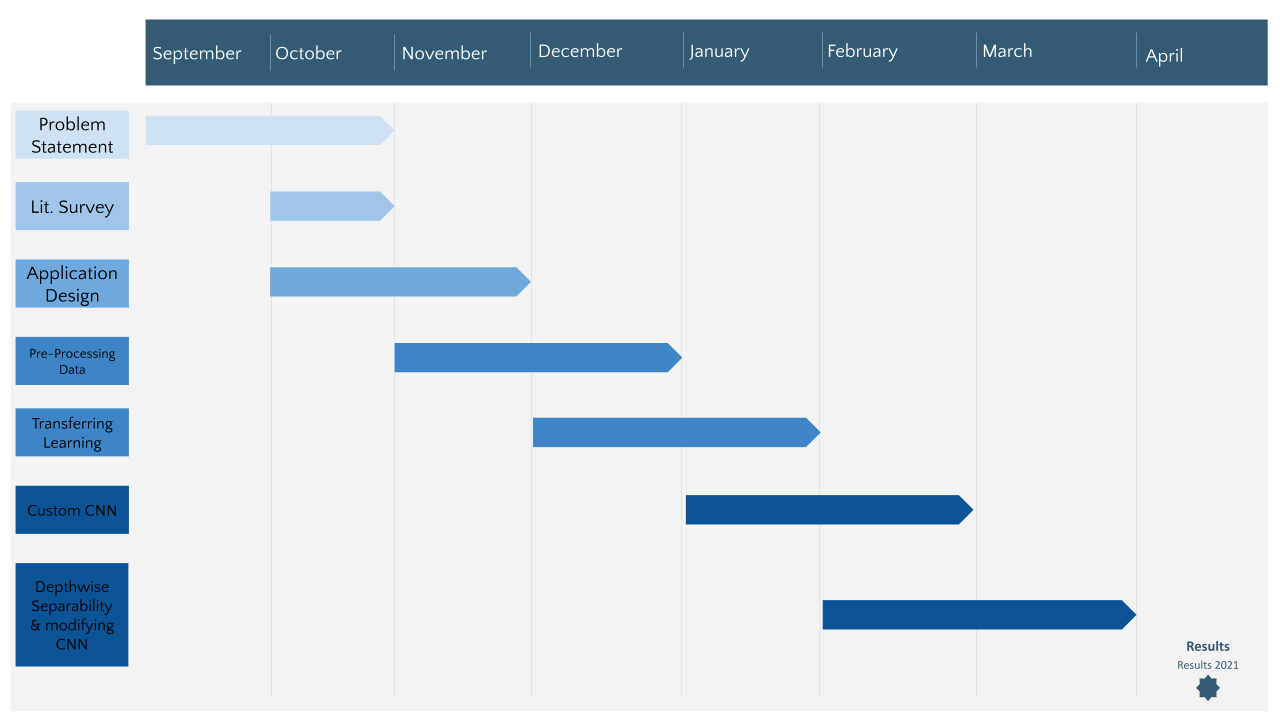 September October November December January February March April
Problem
Statement
Lit. Survey
Application
Design
Pre-Processing
Data
Transferring
Learning
Custom CNN
Depthwise
Separability
& modifying
CNN
Results
Results 2021